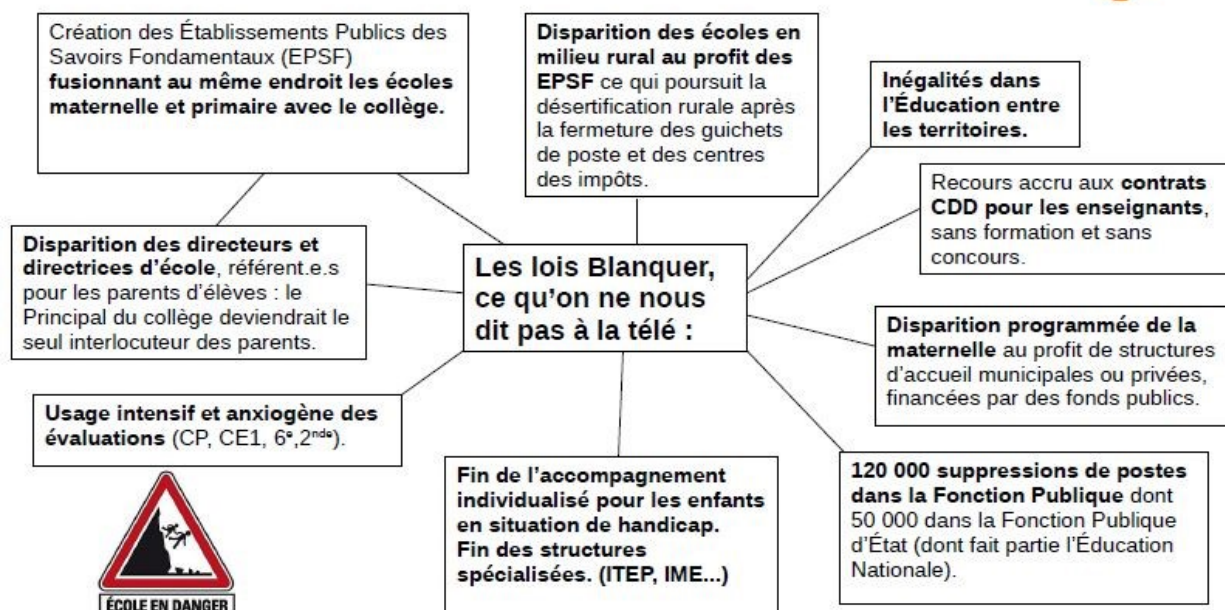 Création des Établissements Publics des
Savoirs Fondamentaux (EPSF)
fusionnant au même endroit les écoles
maternelle et primaire avec le collège.
Disparition des écoles en
milieu rural au profit des
EPSF ce qui poursuit la
désertification rurale après
la fermeture des guichets
de poste et des centres
des impôts.
Inégalités dans
l'Éducation entre
les territoires.
Recours accru aux contrats
CDD pour les enseignants,
sans formation et sans
concours.
Disparition des directeurs et
directrices d'école, référent.e.s
pour les parents d'élèves : le
Principal du collège deviendrait le
seul interlocuteur des parents.
Les lois Blanquer,
ce qu'on ne nous
dit pas à la télé :
Disparition programmée de la
maternelle au profit de structures
d'accueil municipales ou privées,
financées par des fonds publics.
Usage intensif et anxiogène des
évaluations (CP, CE1, 6e,2nde).
Fin de l'accompagnement
individualisé pour les enfants
en situation de handicap.
Fin des structures
spécialisées. (ITEP, IME...)
120 000 suppressions de postes
dans la Fonction Publique dont
50 000 dans la Fonction Publique
d'État (dont fait partie l'Éducation
Nationale).
ÉCOLE EN DANGER